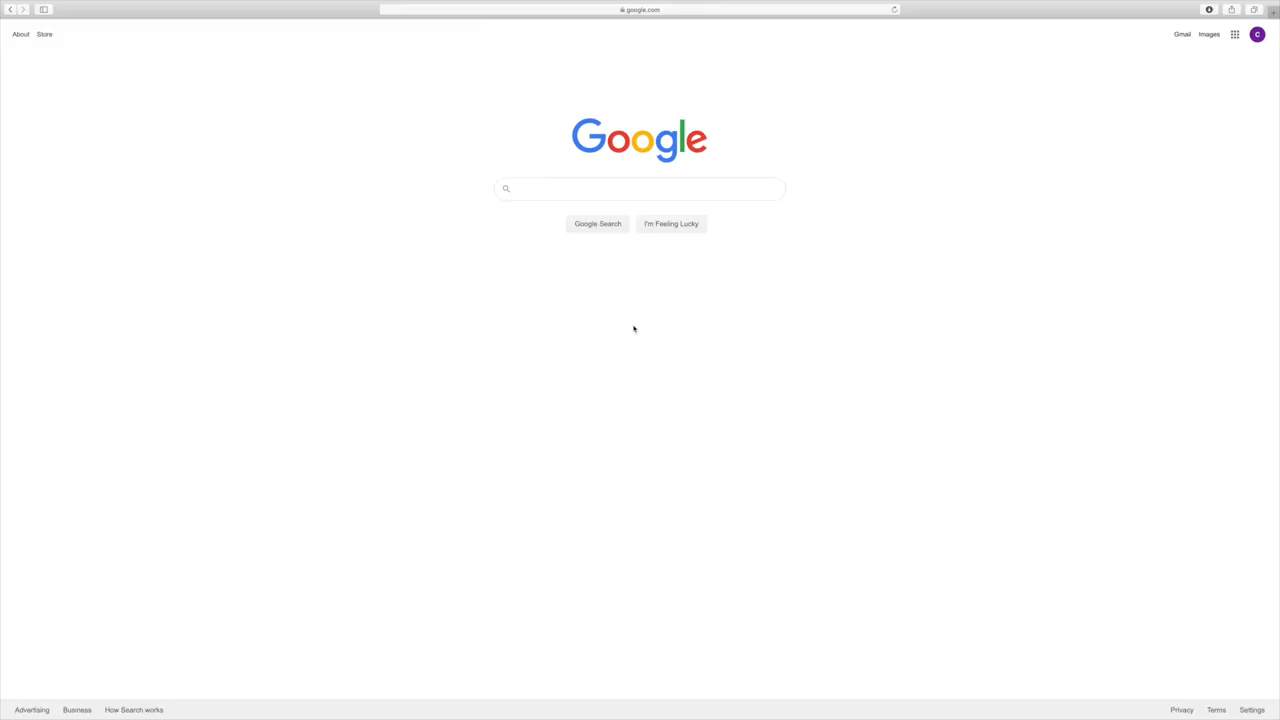 google.com
About Store Gmail Images C
Google
Google Search I'm Feeling Lucky
Advertising Business How Search works Privacy Terms Settings